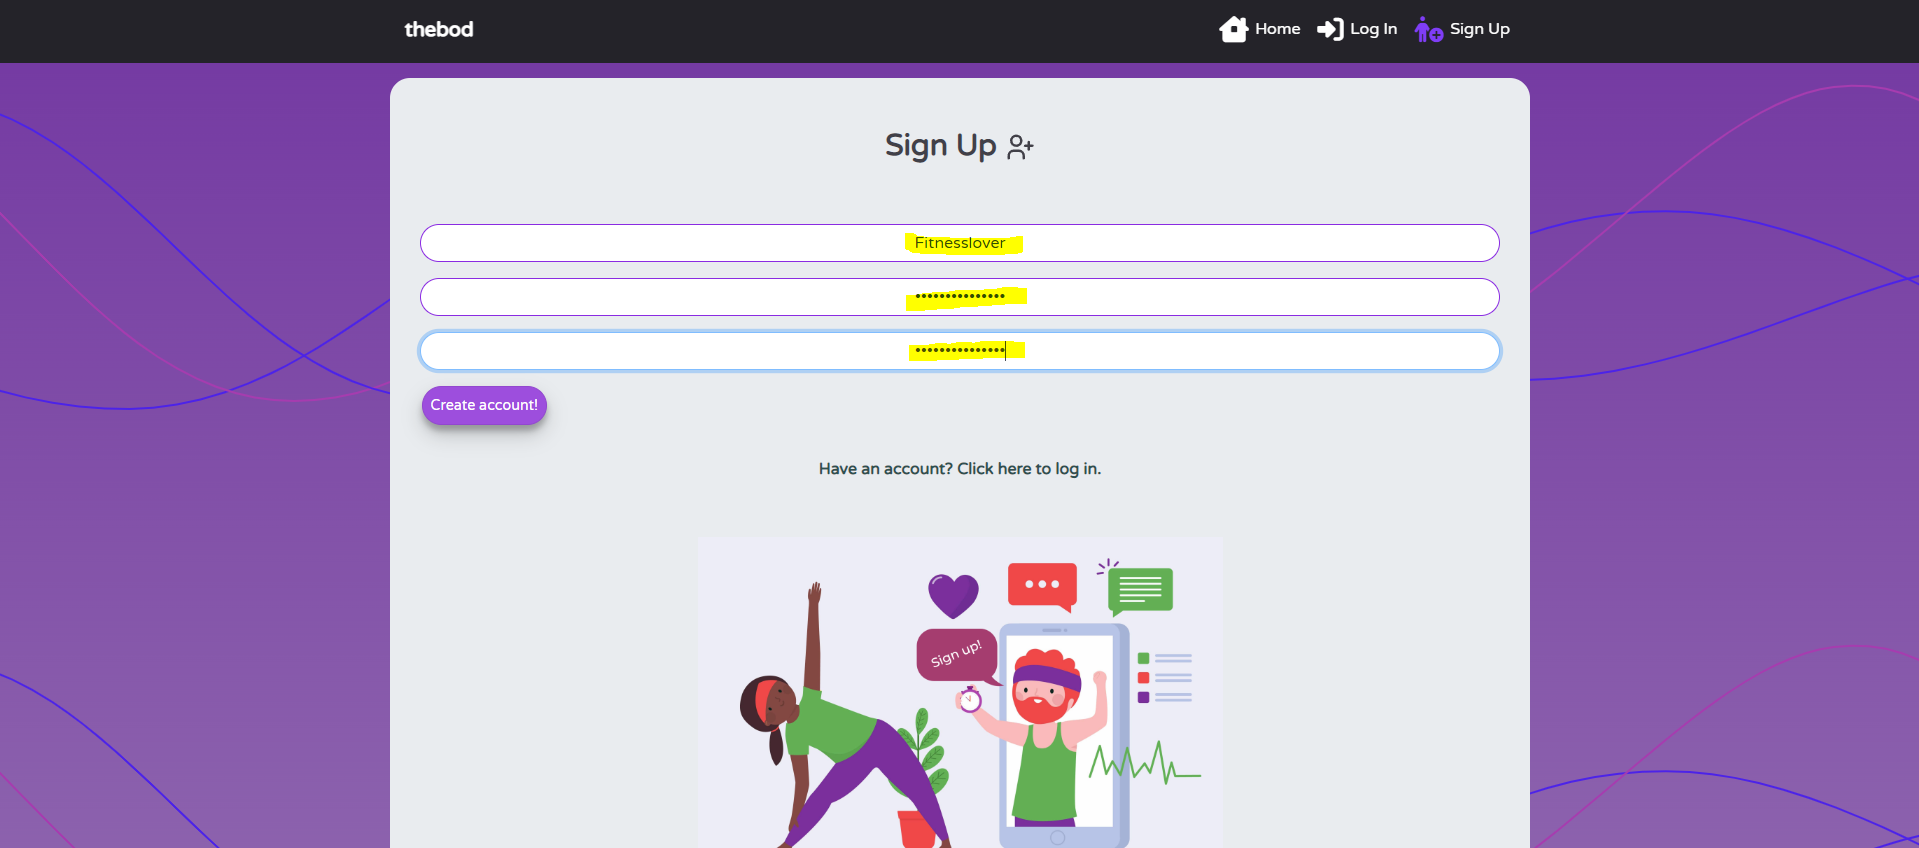 thebod
Home
Log In
Sign Up
Sign Up
Fitnesslover
•••••••••••••••
•••••••••••••••
Create account!
Have an account? Click here to log in.
Sign up!